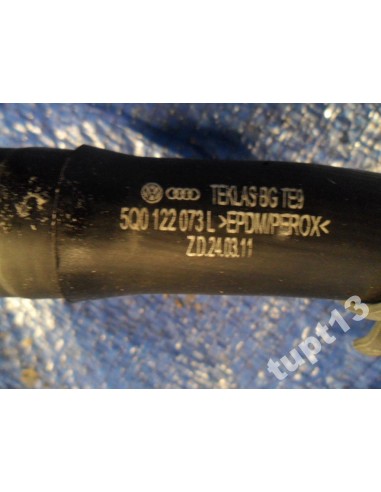 TEKLAS BG TE9
5Q0 122 073 L >EPDM/PEROX<
Z.D.24.03.11
tupt13